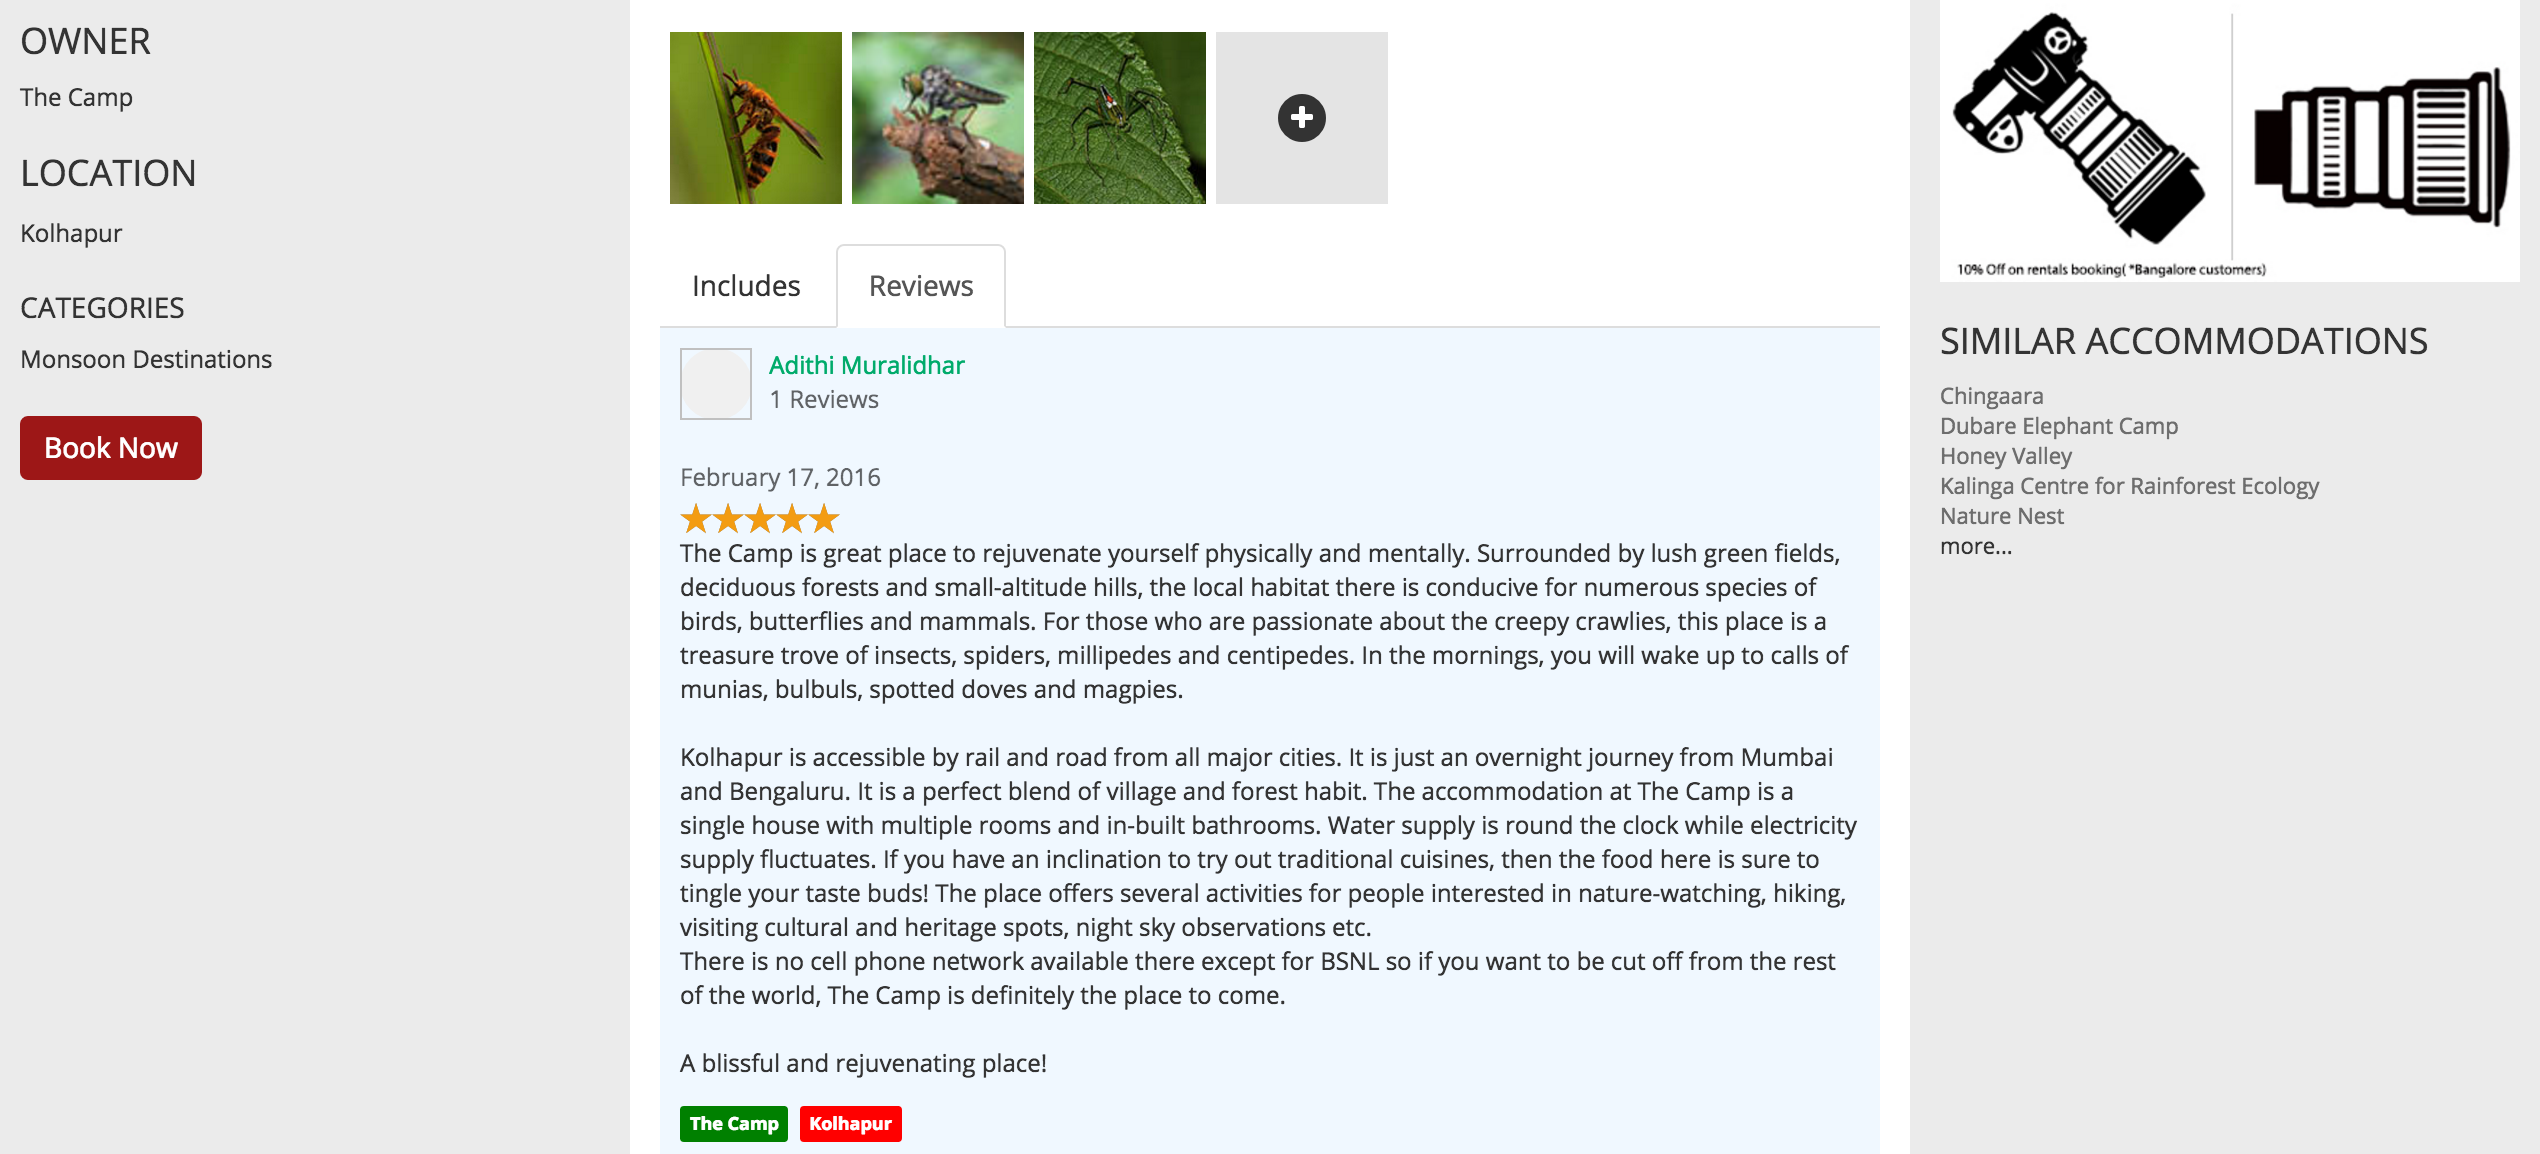 OWNER
The Camp
LOCATION
Kolhapur
CATEGORIES
Monsoon Destinations
Book Now
Includes
Reviews
Adithi Muralidhar
1 Reviews
February 17, 2016
The Camp is great place to rejuvenate yourself physically and mentally. Surrounded by lush green fields,
deciduous forests and small-altitude hills, the local habitat there is conducive for numerous species of
birds, butterflies and mammals. For those who are passionate about the creepy crawlies, this place is a
treasure trove of insects, spiders, millipedes and centipedes. In the mornings, you will wake up to calls of
munias, bulbuls, spotted doves and magpies.
Kolhapur is accessible by rail and road from all major cities. It is just an overnight journey from Mumbai
and Bengaluru. It is a perfect blend of village and forest habit. The accommodation at The Camp is a
single house with multiple rooms and in-built bathrooms. Water supply is round the clock while electricity
supply fluctuates. If you have an inclination to try out traditional cuisines, then the food here is sure to
tingle your taste buds! The place offers several activities for people interested in nature-watching, hiking,
visiting cultural and heritage spots, night sky observations etc.
There is no cell phone network available there except for BSNL so if you want to be cut off from the rest
of the world, The Camp is definitely the place to come.
A blissful and rejuvenating place!
The Camp
Kolhapur
10% Off on rentals booking( *Bangalore customers)
SIMILAR ACCOMMODATIONS
Chingaara
Dubare Elephant Camp
Honey Valley
Kalinga Centre for Rainforest Ecology
Nature Nest
more...